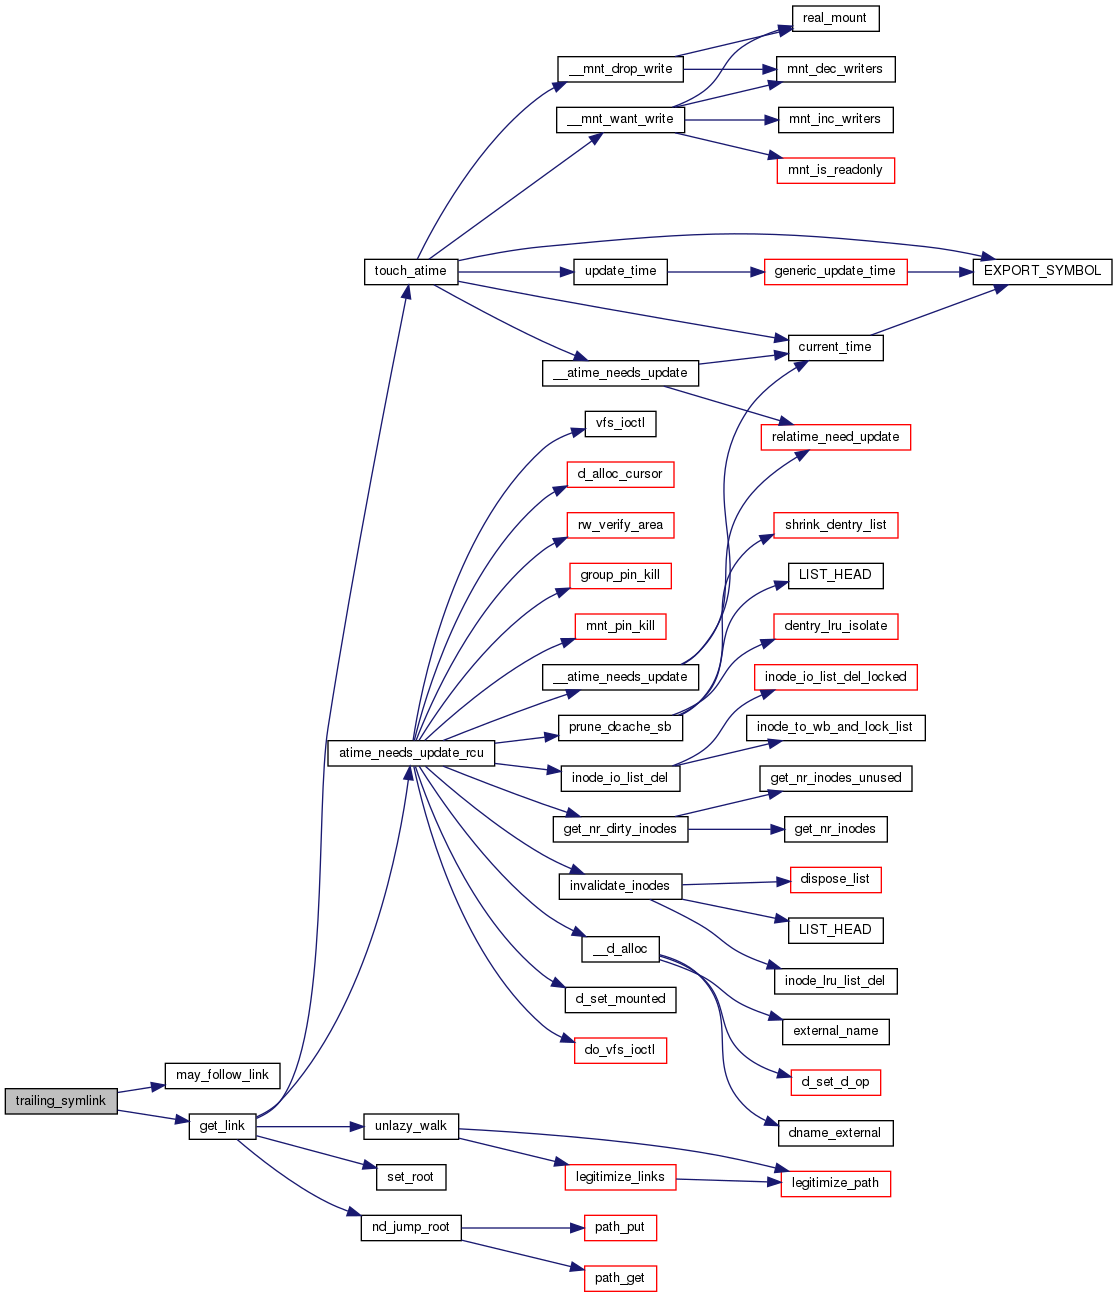 real_mount
__mnt_drop_write
mnt_dec_writers
__mnt_want_write
mnt_inc_writers
mnt_is_readonly
touch_atime
update_time
generic_update_time
EXPORT_SYMBOL
current_time
__atime_needs_update
vfs_ioctl
relatime_need_update
d_alloc_cursor
rw_verify_area
shrink_dentry_list
group_pin_kill
LIST_HEAD
mnt_pin_kill
dentry_lru_isolate
__atime_needs_update
inode_io_list_del_locked
prune_dcache_sb
inode_to_wb_and_lock_list
atime_needs_update_rcu
inode_io_list_del
get_nr_inodes_unused
get_nr_dirty_inodes
get_nr_inodes
invalidate_inodes
dispose_list
LIST_HEAD
__d_alloc
inode_lru_list_del
d_set_mounted
external_name
do_vfs_ioctl
may_follow_link
d_set_d_op
trailing_symlink
get_link
unlazy_walk
dname_external
set_root
legitimize_links
legitimize_path
nd_jump_root
path_put
path_get